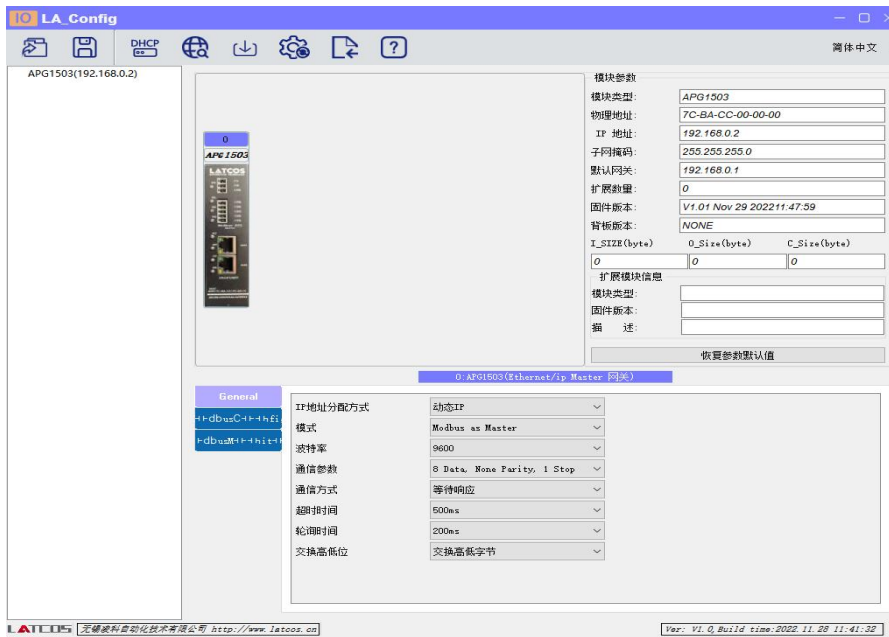 IO LA_Config
DHCP
简体中文
APG1503(192.168.0.2)
0
APG1503
LATCOS
模块参数
模块类型: APG1503
物理地址: 7C-BA-CC-00-00-00
IP 地址: 192.168.0.2
子网掩码: 255.255.255.0
默认网关: 192.168.0.1
扩展数量: 0
固件版本: V1.01 Nov 29 202211:47:59
背板版本: NONE
I_SIZE(byte) O_Size(byte) C_Size(byte)
0 0 0
扩展模块信息
模块类型:
固件版本:
描 述:
恢复参数默认值
0:APG1503(Ethernet/ip Master 网关)
General
IP地址分配方式 动态IP
模式 Modbus as Master
波特率 9600
通信参数 8 Data, None Parity, 1 Stop
通信方式 等待响应
超时时间 500ms
轮询时间 200ms
交换高低位 交换高低字节
LATCOS 无锡凌科自动化技术有限公司 http://www.latcos.cn
Ver: V1.0,Build time:2022.11.28 11:41:32